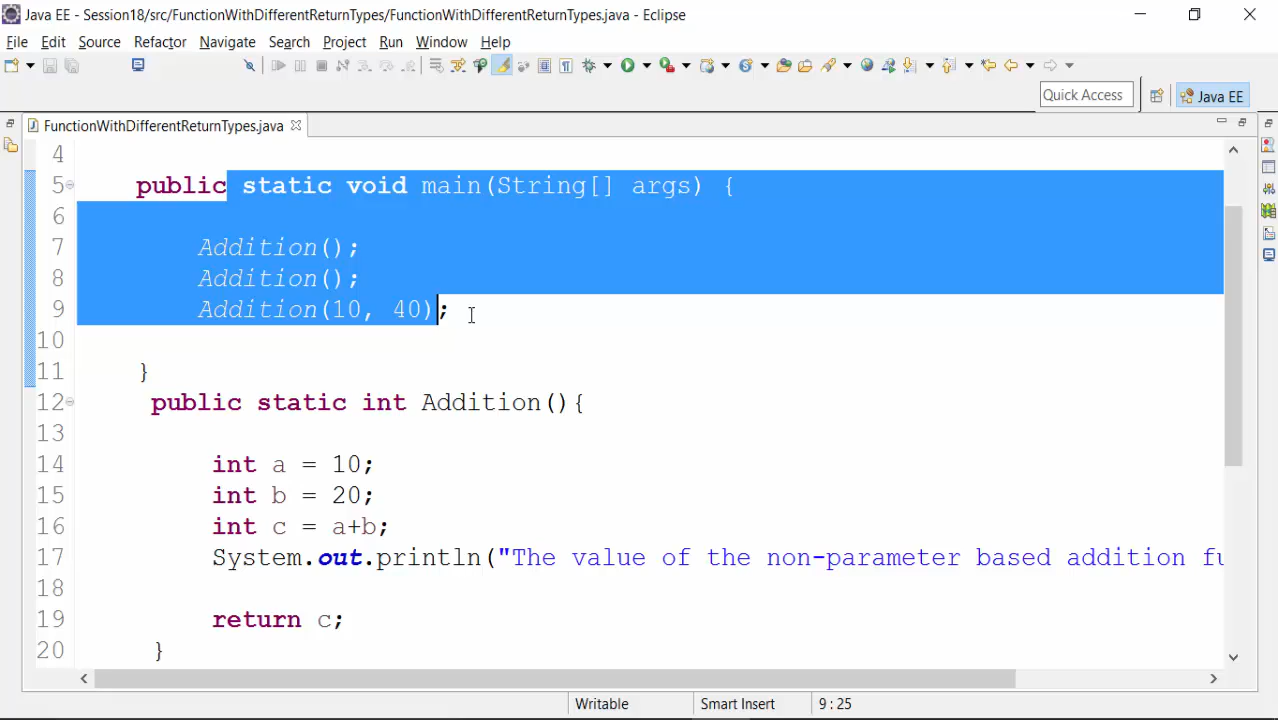 Java EE - Session18/src/FunctionWithDifferentReturnTypes/FunctionWithDifferentReturnTypes.java - Eclipse
File Edit Source Refactor Navigate Search Project Run Window Help
Quick Access Java EE
FunctionWithDifferentReturnTypes.java
4
5 public static void main(String[] args) {
6
7 Addition();
8 Addition();
9 Addition(10, 40);
10
11 }
12 public static int Addition(){
13
14 int a = 10;
15 int b = 20;
16 int c = a+b;
17 System.out.println("The value of the non-parameter based addition fu
18
19 return c;
20 }
Writable Smart Insert 9 : 25